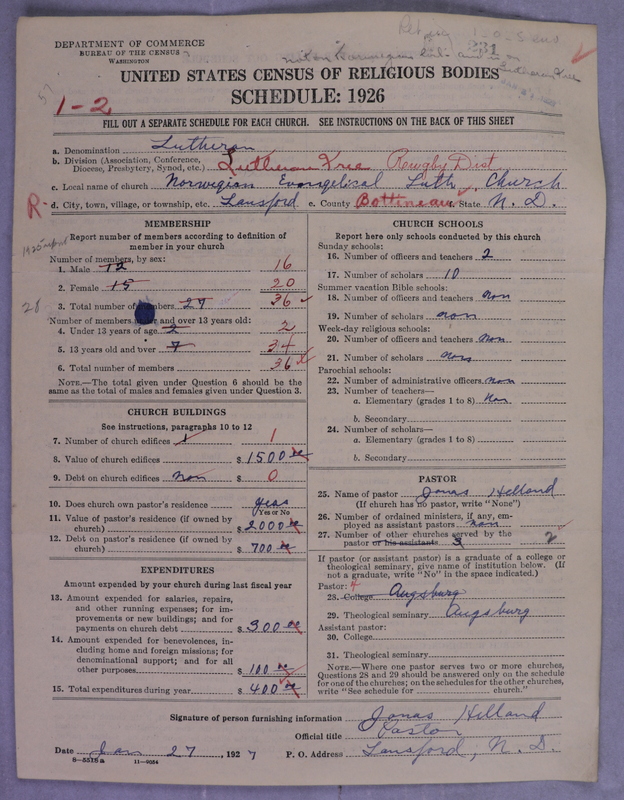 1-0-5
231
DEPARTMENT OF COMMERCE
BUREAU OF THE CENSUS
WASHINGTON
UNITED STATES CENSUS OF RELIGIOUS BODIES
SCHEDULE: 1926
1-2
FILL OUT A SEPARATE SCHEDULE FOR EACH CHURCH. SEE INSTRUCTIONS ON THE BACK OF THIS SHEET
a. Denomination Lutheran
b. Division (Association, Conference, Diocese, Presbytery, Synod, etc.) Lutheran Free Rugby Dist
c. Local name of church Norwegian Evangelical Luth. Church
R- d. City, town, village, or township, etc. Lansford e. County Bottineau f. State N. D.
MEMBERSHIP
Report number of members according to definition of
member in your church
Number of members, by sex:
1. Male 12 16
2. Female 15 20
28
3. Total number of members 27 36
Number of members and over 13 years old:
4. Under 13 years of age 2 2
5. 13 years old and over 7 34
6. Total number of members 36
NOTE.—The total given under Question 6 should be the
same as the total of males and females given under Question 3.
CHURCH BUILDINGS
See instructions, paragraphs 10 to 12
7. Number of church edifices 1 1
8. Value of church edifices $ 1500
9. Debt on church edifices non $ 0
10. Does church own pastor's residence yeas
Yes or No
11. Value of pastor's residence (if owned by
church) $ 2000
12. Debt on pastor's residence (if owned by
church) $ 700
EXPENDITURES
Amount expended by your church during last fiscal year
13. Amount expended for salaries, repairs,
and other running expenses; for im-
provements or new buildings; and for
payments on church debt $ 300
14. Amount expended for benevolences, in-
cluding home and foreign missions; for
denominational support; and for all
other purposes $ 100
15. Total expenditures during year $ 400
CHURCH SCHOOLS
Report here only schools conducted by this church
Sunday schools:
16. Number of officers and teachers 2
17. Number of scholars 10
Summer vacation Bible schools:
18. Number of officers and teachers non
19. Number of scholars non
Week-day religious schools:
20. Number of officers and teachers non
21. Number of scholars non
Parochial schools:
22. Number of administrative officers non
23. Number of teachers—
a. Elementary (grades 1 to 8) non
b. Secondary
24. Number of scholars—
a. Elementary (grades 1 to 8)
b. Secondary
PASTOR
25. Name of pastor Jonas Helland
(If church has no pastor, write "None")
26. Number of ordained ministers, if any, em-
ployed as assistant pastors non
27. Number of other churches served by the
pastor or his assistants 3 2
If pastor (or assistant pastor) is a graduate of a college or
theological seminary, give name of institution below. (If
not a graduate, write "No" in the space indicated.)
Pastor:
28. College Augsburg
29. Theological seminary Augsburg
Assistant pastor:
30. College
31. Theological seminary
NOTE.—Where one pastor serves two or more churches,
Questions 28 and 29 should be answered only on the schedule
for one of the churches; on the schedules for the other churches,
write "See schedule for church."
Signature of person furnishing information Jonas Helland
Official title Pastor
Date Jan 27, 1927 P. O. Address Lansford, N. D.
8-5518a 11-9034